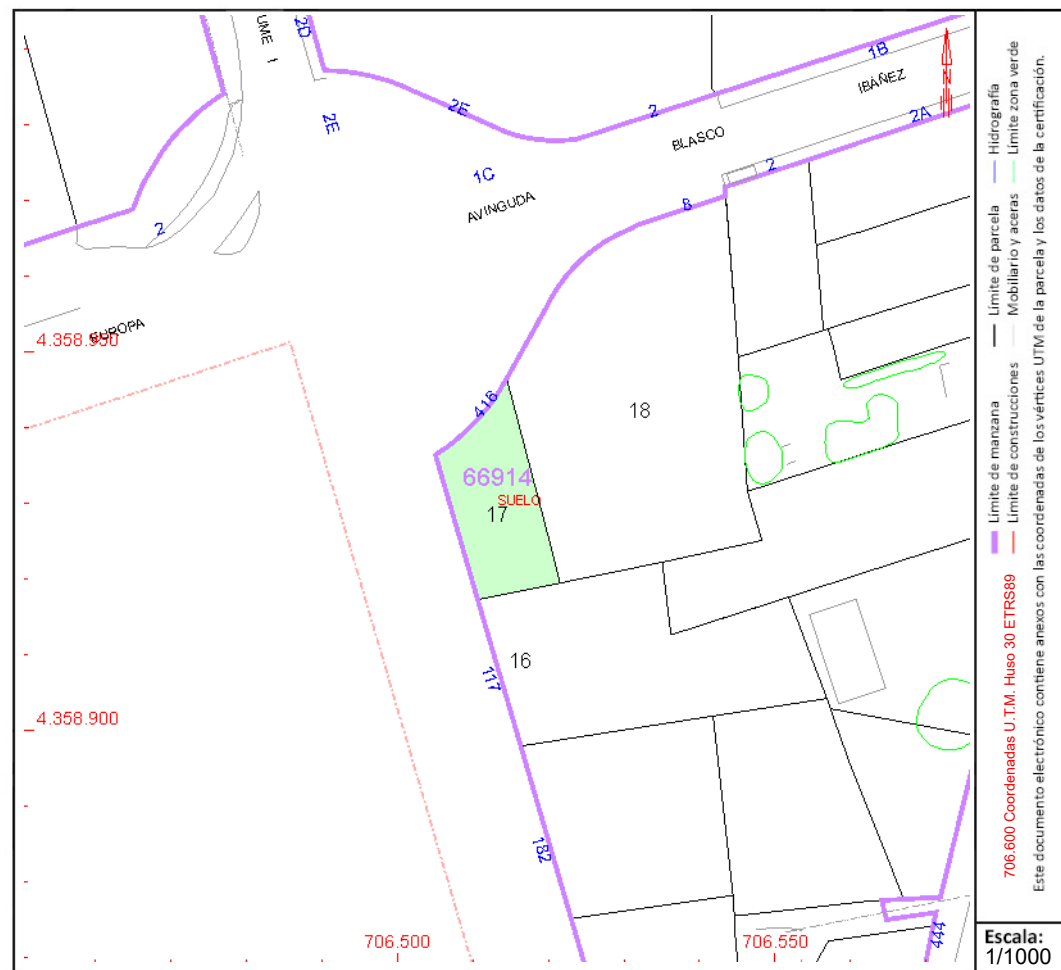 UME I
2D
2E
2E
2
1B
IBÁÑEZ
2A
BLASCO
2
1C
AVINGUDA
8
2
EUROPA
4.358.950
416
18
66914
SUELO
17
16
117
4.358.900
182
706.500
706.550
444
Límite de manzana
Límite de parcela
Hidrografía
Límite de construcciones
Mobiliario y aceras
Límite zona verde
706.600 Coordenadas U.T.M. Huso 30 ETRS89
Este documento electrónico contiene anexos con las coordenadas de los vértices UTM de la parcela y los datos de la certificación.
N
Escala:
1/1000